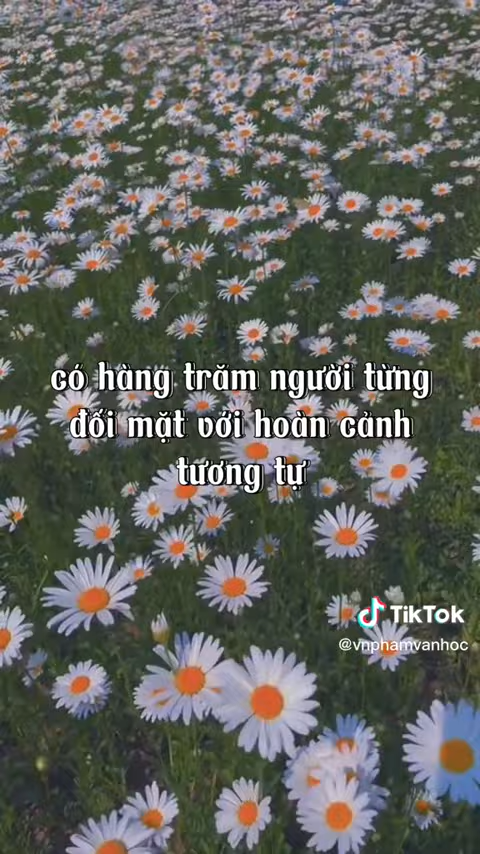 có hàng trăm người từng
đối mặt với hoàn cảnh
tương tự
TikTok
@vnphamvanhoc